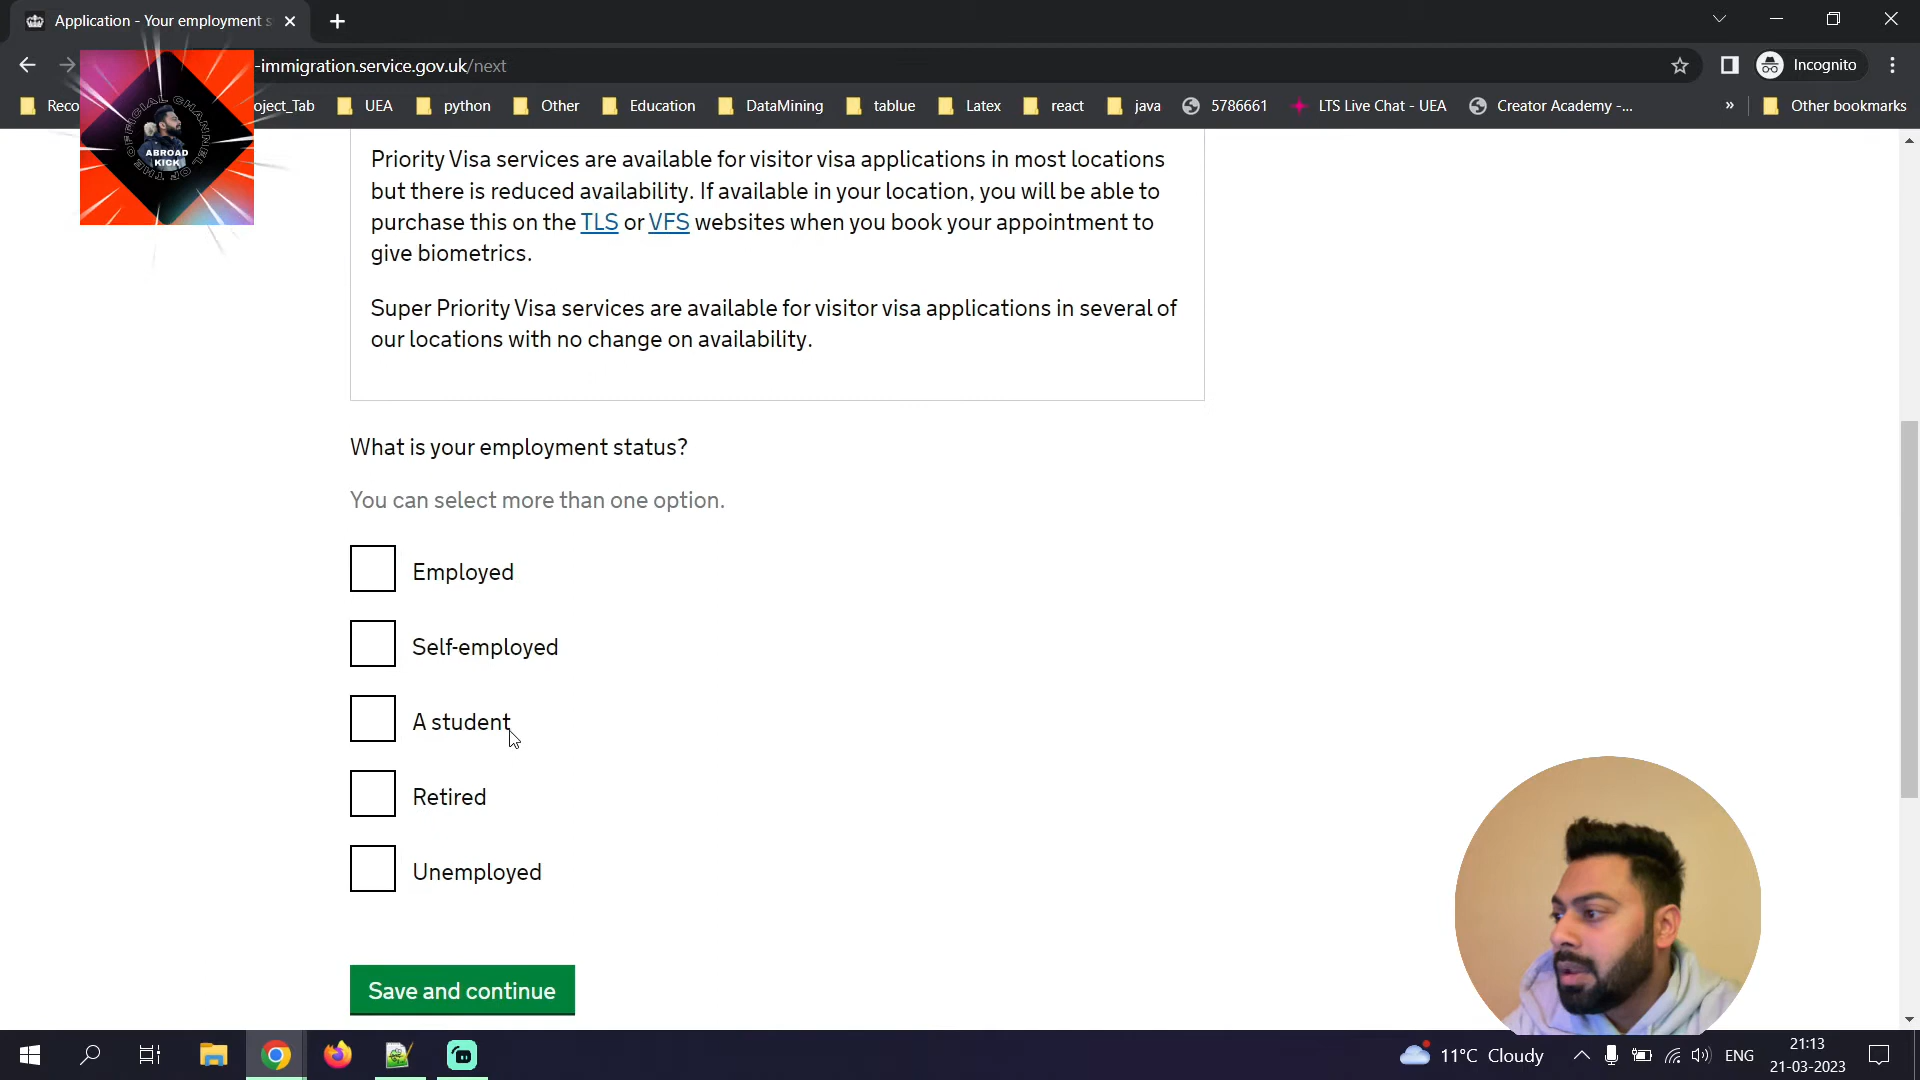 Application - Your employment s
-immigration.service.gov.uk/next
Incognito
Reco
oject_Tab
UEA
python
Other
Education
DataMining
tablue
Latex
react
java
5786661
LTS Live Chat - UEA
Creator Academy -...
»
Other bookmarks
THE OFFICIAL CHANNEL OF
ABROAD
KICK
Priority Visa services are available for visitor visa applications in most locations
but there is reduced availability. If available in your location, you will be able to
purchase this on the TLS or VFS websites when you book your appointment to
give biometrics.
Super Priority Visa services are available for visitor visa applications in several of
our locations with no change on availability.
What is your employment status?
You can select more than one option.
Employed
Self-employed
A student
Retired
Unemployed
Save and continue
11°C Cloudy
ENG
21:13
21-03-2023